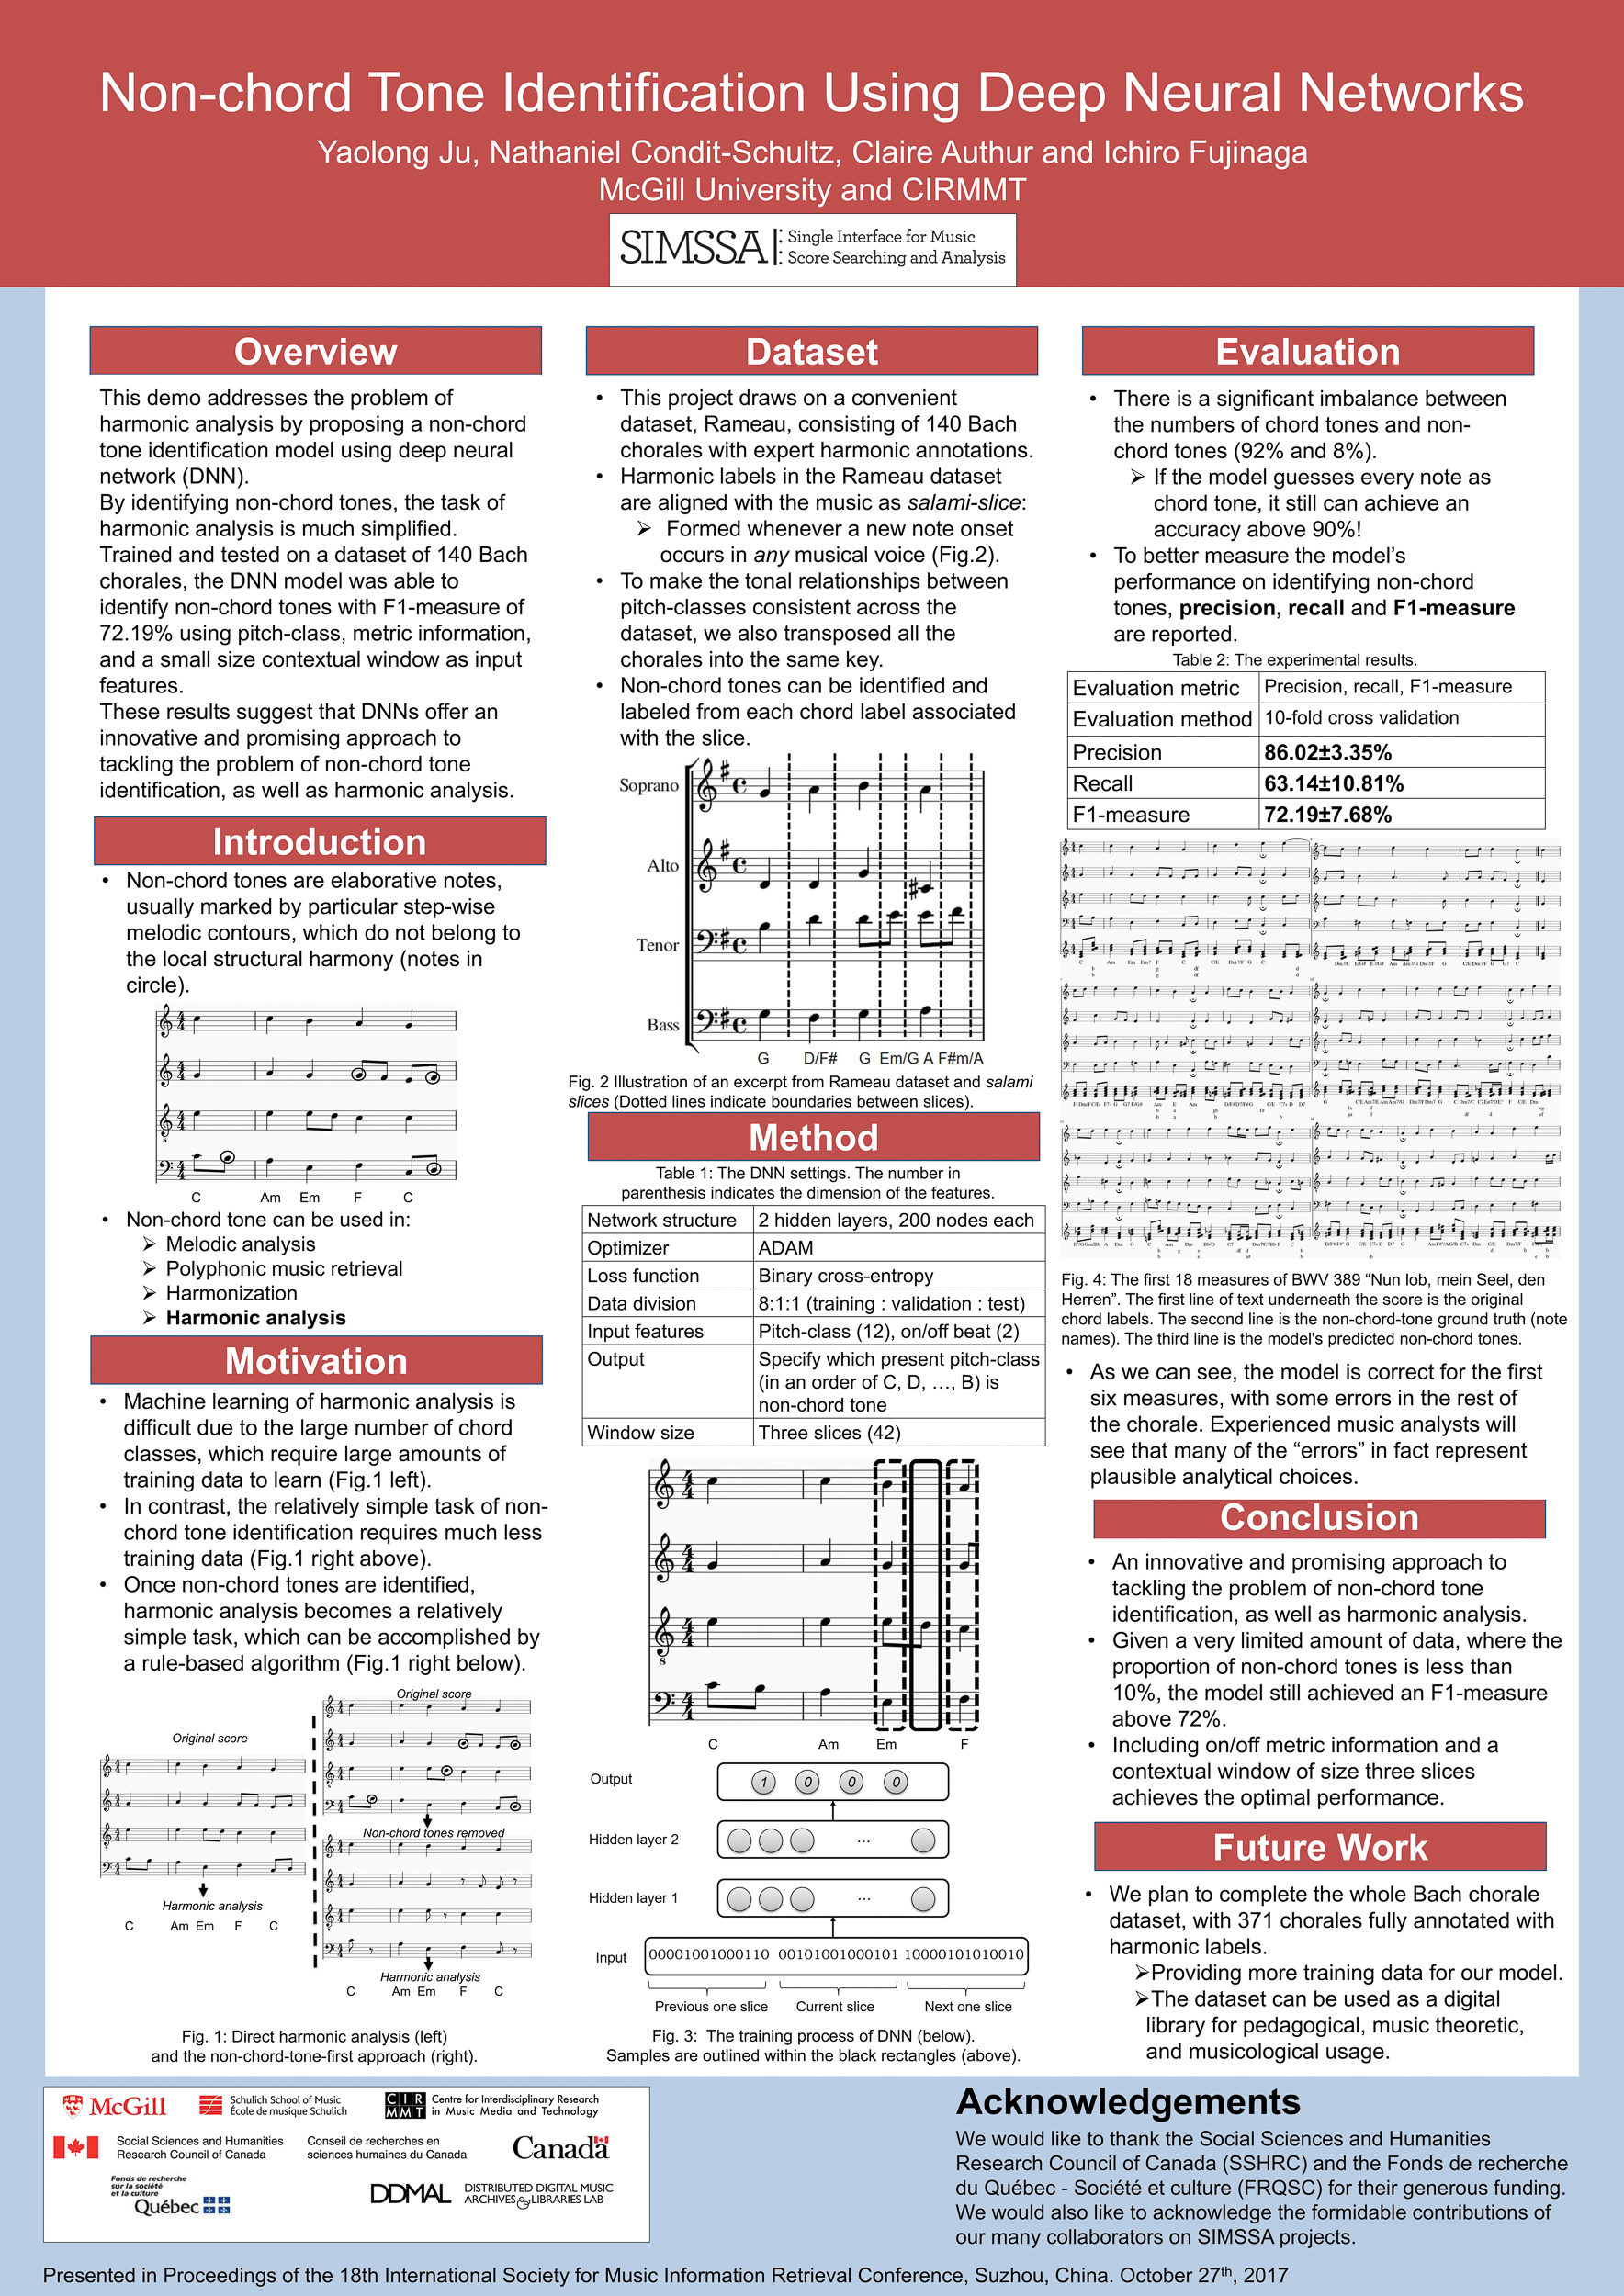 Non-chord Tone Identification Using Deep Neural Networks
Yaolong Ju, Nathaniel Condit-Schultz, Claire Authur and Ichiro Fujinaga
McGill University and CIRMMT
SIMSSA
Single Interface for Music
Score Searching and Analysis
Overview
This demo addresses the problem of
harmonic analysis by proposing a non-chord
tone identification model using deep neural
network (DNN).
By identifying non-chord tones, the task of
harmonic analysis is much simplified.
Trained and tested on a dataset of 140 Bach
chorales, the DNN model was able to
identify non-chord tones with F1-measure of
72.19% using pitch-class, metric information,
and a small size contextual window as input
features.
These results suggest that DNNs offer an
innovative and promising approach to
tackling the problem of non-chord tone
identification, as well as harmonic analysis.
Introduction
• Non-chord tones are elaborative notes,
usually marked by particular step-wise
melodic contours, which do not belong to
the local structural harmony (notes in
circle).
C Am Em F C
• Non-chord tone can be used in:
➢ Melodic analysis
➢ Polyphonic music retrieval
➢ Harmonization
➢ Harmonic analysis
Motivation
• Machine learning of harmonic analysis is
difficult due to the large number of chord
classes, which require large amounts of
training data to learn (Fig.1 left).
• In contrast, the relatively simple task of non-
chord tone identification requires much less
training data (Fig.1 right above).
• Once non-chord tones are identified,
harmonic analysis becomes a relatively
simple task, which can be accomplished by
a rule-based algorithm (Fig.1 right below).
Original score
Harmonic analysis
C Am Em F C
Original score
Non-chord tones removed
Harmonic analysis
C Am Em F C
Fig. 1: Direct harmonic analysis (left)
and the non-chord-tone-first approach (right).
Dataset
• This project draws on a convenient
dataset, Rameau, consisting of 140 Bach
chorales with expert harmonic annotations.
• Harmonic labels in the Rameau dataset
are aligned with the music as salami-slice:
➢ Formed whenever a new note onset
occurs in any musical voice (Fig.2).
• To make the tonal relationships between
pitch-classes consistent across the
dataset, we also transposed all the
chorales into the same key.
• Non-chord tones can be identified and
labeled from each chord label associated
with the slice.
Soprano
Alto
Tenor
Bass
G D/F# G Em/G A F#m/A
Fig. 2 Illustration of an excerpt from Rameau dataset and salami
slices (Dotted lines indicate boundaries between slices).
Method
Table 1: The DNN settings. The number in
parenthesis indicates the dimension of the features.
Network structure 2 hidden layers, 200 nodes each
Optimizer ADAM
Loss function Binary cross-entropy
Data division 8:1:1 (training : validation : test)
Input features Pitch-class (12), on/off beat (2)
Output Specify which present pitch-class
(in an order of C, D, …, B) is
non-chord tone
Window size Three slices (42)
C Am Em F
Output 1 0 0 0
Hidden layer 2 ...
Hidden layer 1 ...
Input 00001001000110 00101001000101 10000101010010
Previous one slice Current slice Next one slice
Fig. 3: The training process of DNN (below).
Samples are outlined within the black rectangles (above).
Evaluation
• There is a significant imbalance between
the numbers of chord tones and non-
chord tones (92% and 8%).
➢ If the model guesses every note as
chord tone, it still can achieve an
accuracy above 90%!
• To better measure the model's
performance on identifying non-chord
tones, precision, recall and F1-measure
are reported.
Table 2: The experimental results.
Evaluation metric Precision, recall, F1-measure
Evaluation method 10-fold cross validation
Precision 86.02±3.35%
Recall 63.14±10.81%
F1-measure 72.19±7.68%
Fig. 4: The first 18 measures of BWV 389 “Nun lob, mein Seel, den
Herren”. The first line of text underneath the score is the original
chord labels. The second line is the non-chord-tone ground truth (note
names). The third line is the model's predicted non-chord tones.
• As we can see, the model is correct for the first
six measures, with some errors in the rest of
the chorale. Experienced music analysts will
see that many of the “errors” in fact represent
plausible analytical choices.
Conclusion
• An innovative and promising approach to
tackling the problem of non-chord tone
identification, as well as harmonic analysis.
• Given a very limited amount of data, where the
proportion of non-chord tones is less than
10%, the model still achieved an F1-measure
above 72%.
• Including on/off metric information and a
contextual window of size three slices
achieves the optimal performance.
Future Work
• We plan to complete the whole Bach chorale
dataset, with 371 chorales fully annotated with
harmonic labels.
➢Providing more training data for our model.
➢The dataset can be used as a digital
library for pedagogical, music theoretic,
and musicological usage.
McGill
Schulich School of Music
École de musique Schulich
CIR
MMT
Centre for Interdisciplinary Research
in Music Media and Technology
Social Sciences and Humanities
Research Council of Canada
Conseil de recherches en
sciences humaines du Canada
Canada
Fonds de recherche
sur la société
et la culture
Québec
DDMAL
DISTRIBUTED DIGITAL MUSIC
ARCHIVES & LIBRARIES LAB
Acknowledgements
We would like to thank the Social Sciences and Humanities
Research Council of Canada (SSHRC) and the Fonds de recherche
du Québec - Société et culture (FRQSC) for their generous funding.
We would also like to acknowledge the formidable contributions of
our many collaborators on SIMSSA projects.
Presented in Proceedings of the 18th International Society for Music Information Retrieval Conference, Suzhou, China. October 27th, 2017